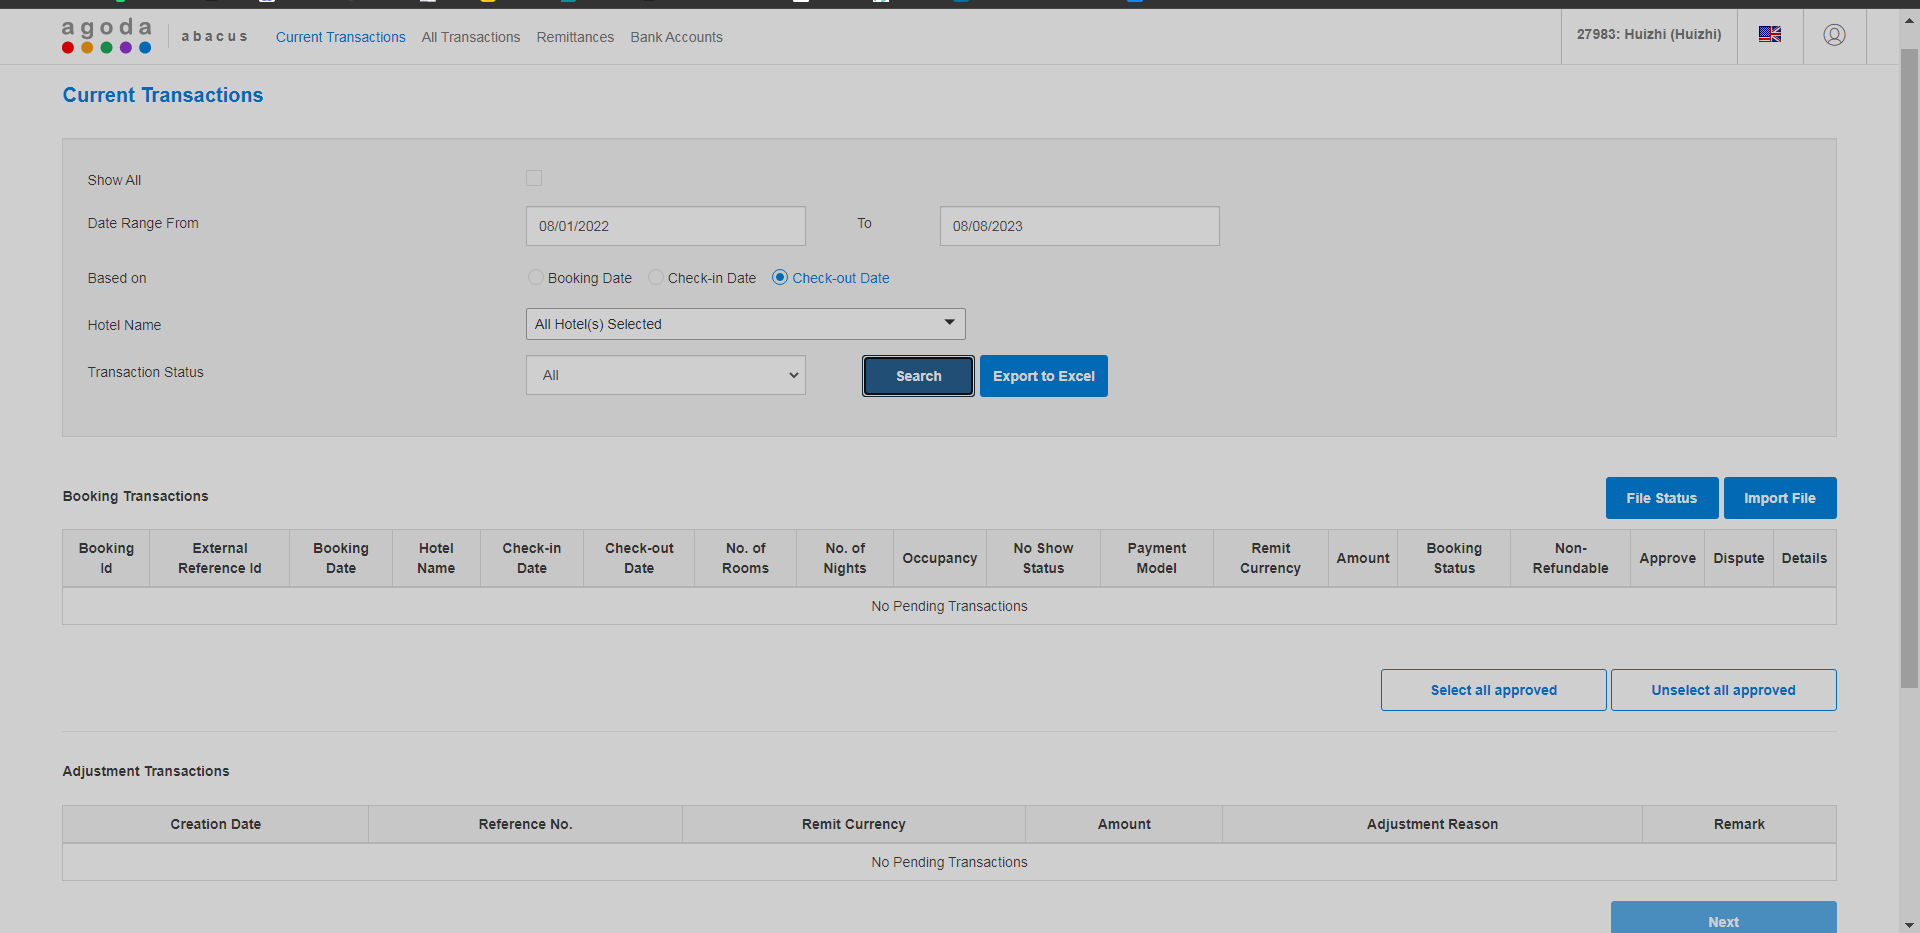 agoda abacus Current Transactions All Transactions Remittances Bank Accounts 27983: Huizhi (Huizhi)
Current Transactions
Show All
Date Range From 08/01/2022 To 08/08/2023
Based on Booking Date Check-in Date Check-out Date
Hotel Name All Hotel(s) Selected
Transaction Status All Search Export to Excel
Booking Transactions File Status Import File
Booking Id External Reference Id Booking Date Hotel Name Check-in Date Check-out Date No. of Rooms No. of Nights Occupancy No Show Status Payment Model Remit Currency Amount Booking Status Non-Refundable Approve Dispute Details
No Pending Transactions
Select all approved Unselect all approved
Adjustment Transactions
Creation Date Reference No. Remit Currency Amount Adjustment Reason Remark
No Pending Transactions
Next